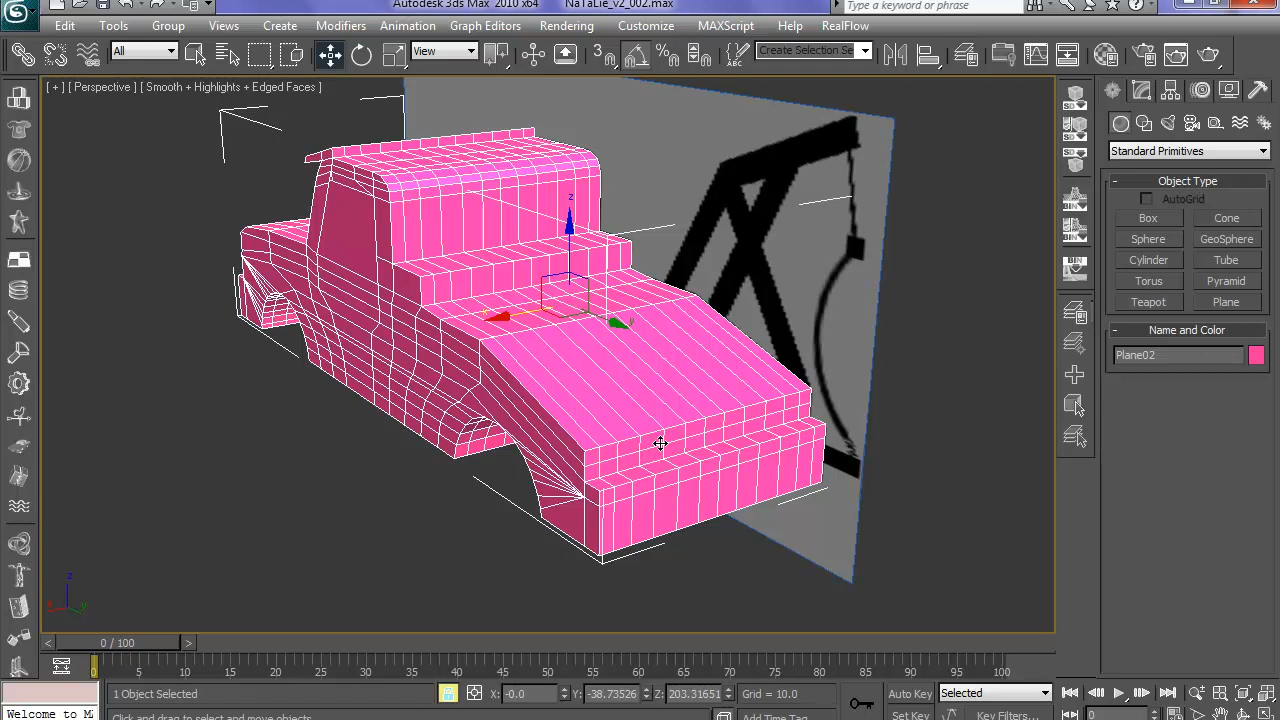 Autodesk 3ds Max 2010 x64 NaTaLie_v2_002.max
Type a keyword or phrase
Edit Tools Group Views Create Modifiers Animation Graph Editors Rendering Customize MAXScript Help RealFlow
All View Create Selection Se
[ + ] [ Perspective ] [ Smooth + Highlights + Edged Faces ]
Standard Primitives
- Object Type
AutoGrid
Box Cone
Sphere GeoSphere
Cylinder Tube
Torus Pyramid
Teapot Plane
- Name and Color
Plane02
z
y
z
x y
< 0 / 100 >
0 5 10 15 20 25 30 35 40 45 50 55 60 65 70 75 80 85 90 95 100
1 Object Selected X: -0.0 Y: -38.73526 Z: 203.31651 Grid = 10.0 Auto Key Selected
Welcome to M Click and drag to select and move objects Add Time Tag Set Key Key Filters... 0